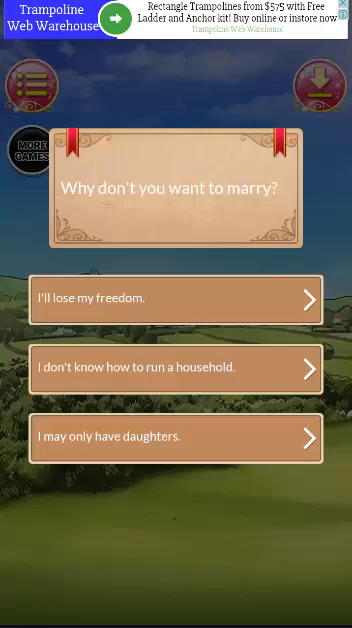 Trampoline
Web Warehouse
Rectangle Trampolines from $575 with Free
Ladder and Anchor kit! Buy online or instore now
Trampoline Web Warehouse
MORE
GAMES
Why don't you want to marry?
I'll lose my freedom.
I don't know how to run a household.
I may only have daughters.